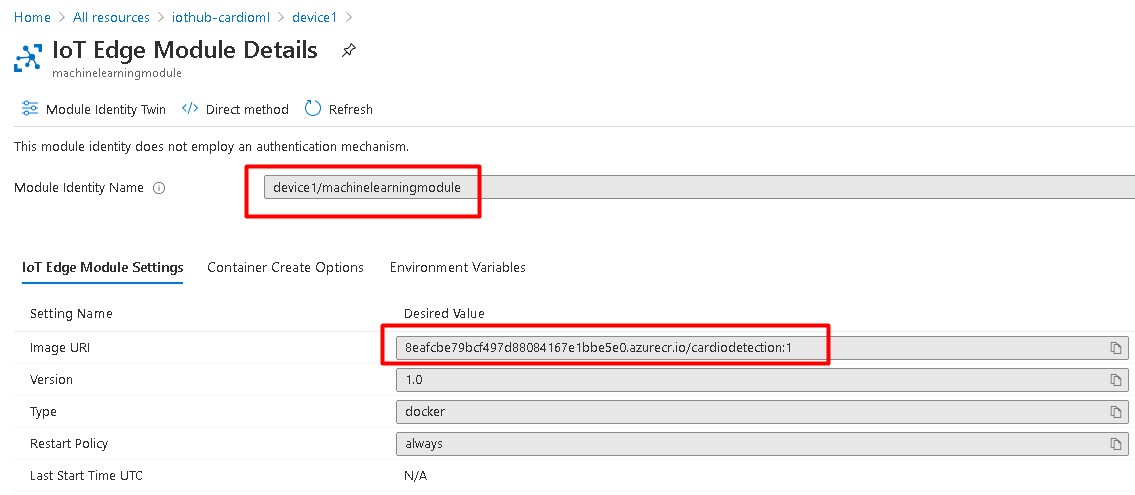 Home > All resources > iothub-cardioml > device1 >
IoT Edge Module Details
machinelearningmodule
Module Identity Twin </> Direct method Refresh
This module identity does not employ an authentication mechanism.
Module Identity Name device1/machinelearningmodule
IoT Edge Module Settings Container Create Options Environment Variables
Setting Name Desired Value
Image URI 8eafcbe79bcf497d88084167e1bbe5e0.azurecr.io/cardiodetection:1
Version 1.0
Type docker
Restart Policy always
Last Start Time UTC N/A